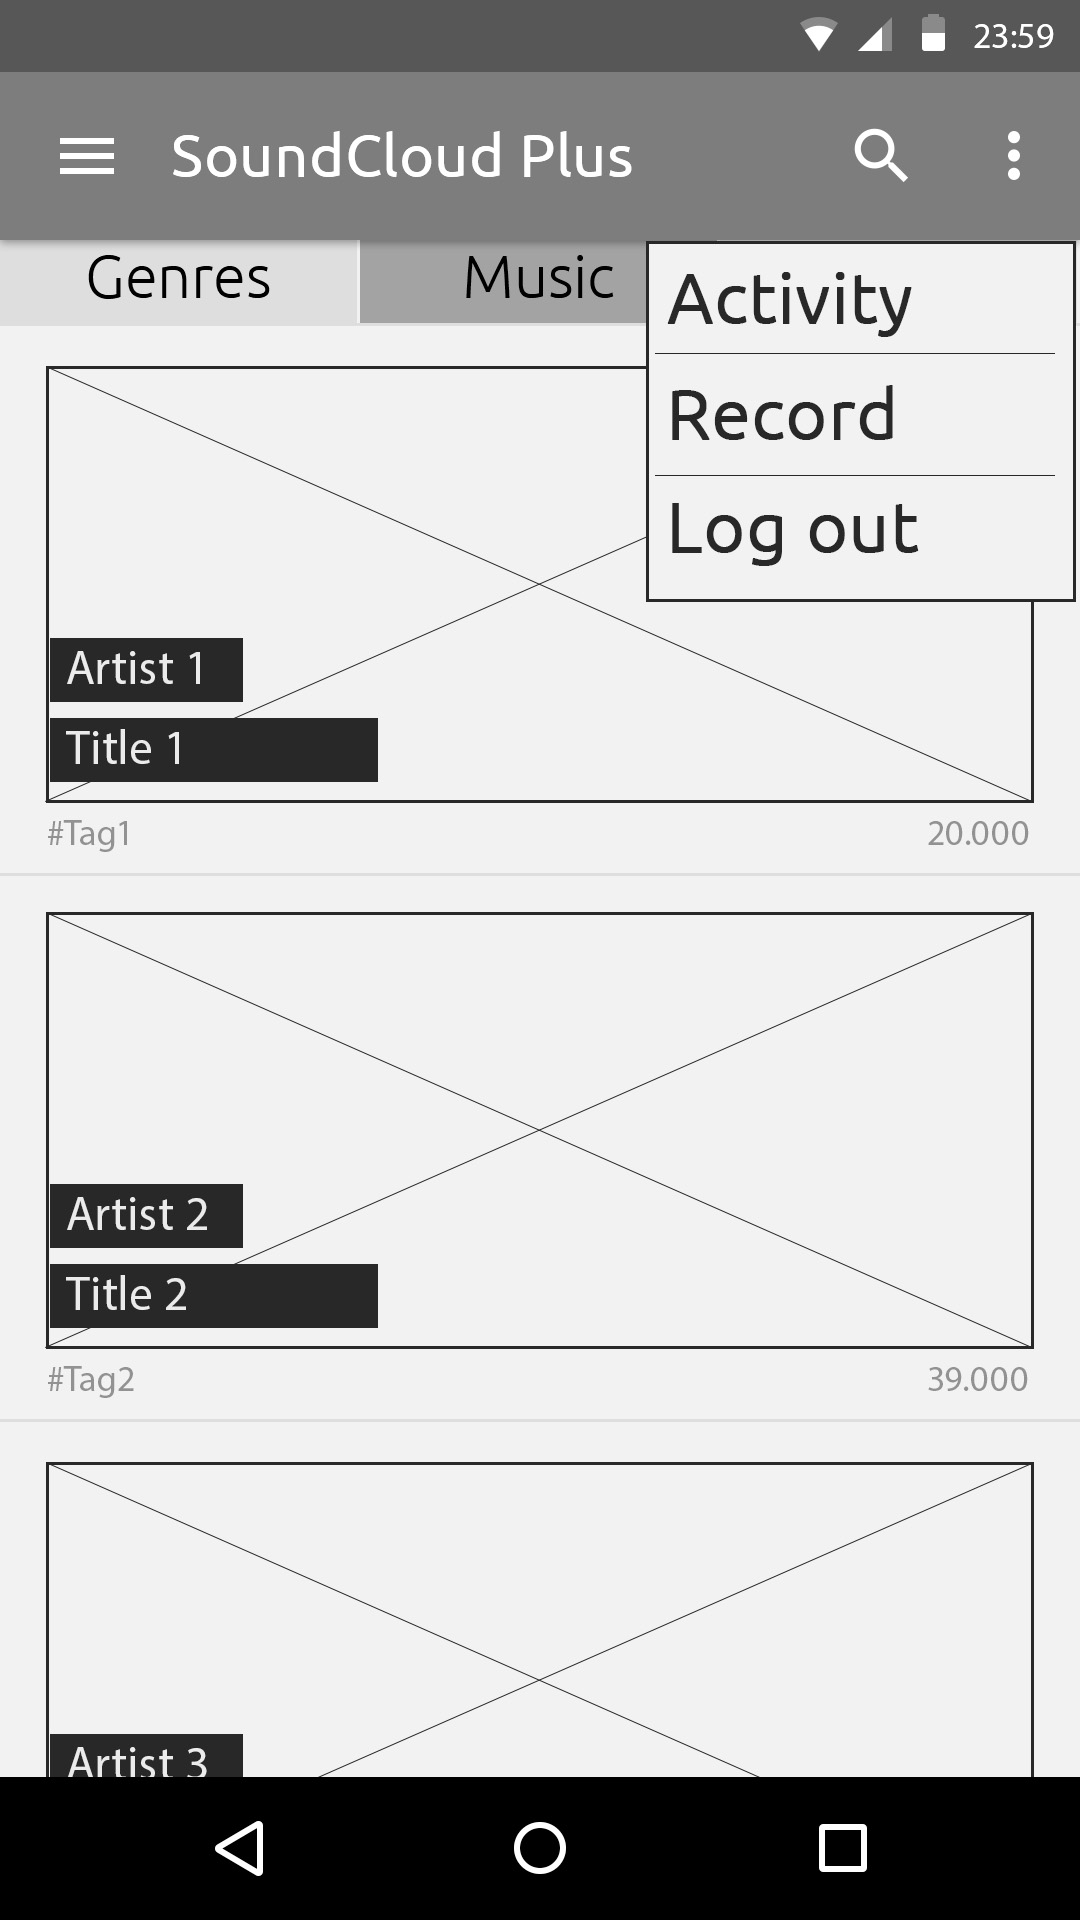 23:59
SoundCloud Plus
Genres
Music
Activity
Record
Log out
Artist 1
Title 1
#Tag1
20.000
Artist 2
Title 2
#Tag2
39.000
Artist 3